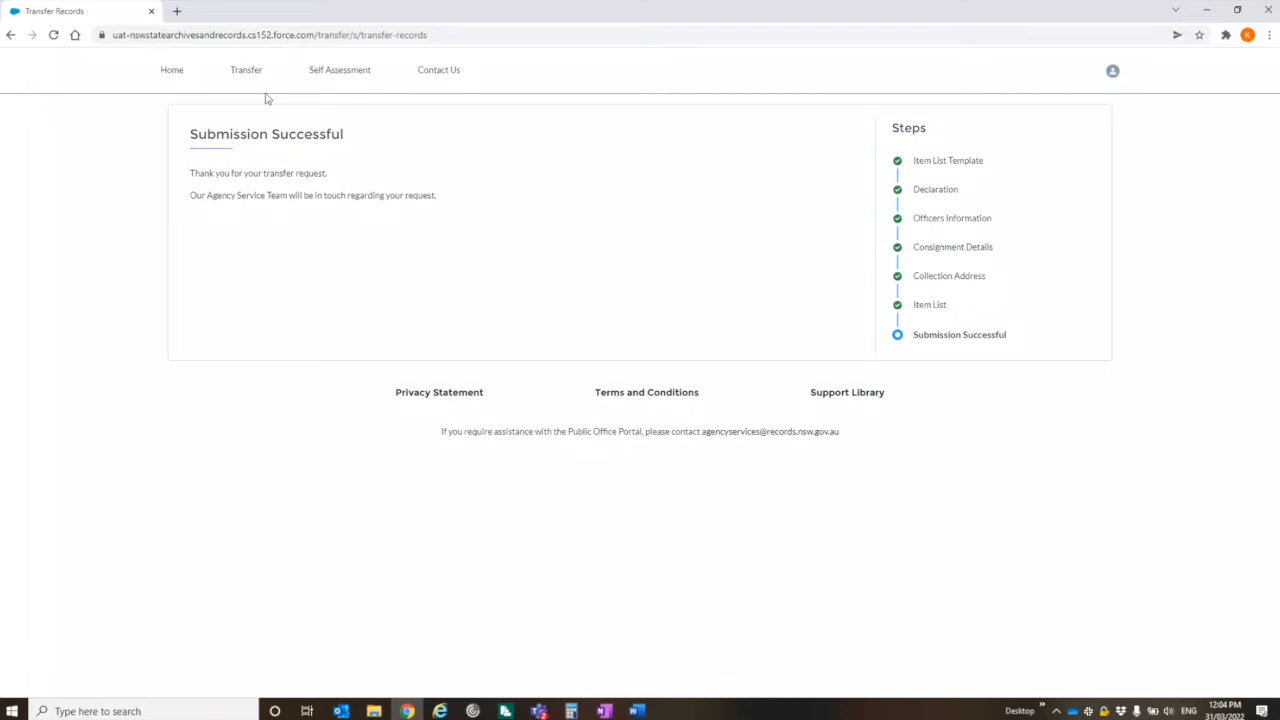 Transfer Records
uat-nswstatearchivesandrecords.cs152.force.com/transfer/s/transfer-records
K
Home
Transfer
Self Assessment
Contact Us
Submission Successful
Thank you for your transfer request.
Our Agency Service Team will be in touch regarding your request.
Steps
Item List Template
Declaration
Officers Information
Consignment Details
Collection Address
Item List
Submission Successful
Privacy Statement
Terms and Conditions
Support Library
If you require assistance with the Public Office Portal, please contact agencyservices@records.nsw.gov.au
Type here to search
Desktop
ENG
12:04 PM
31/03/2022